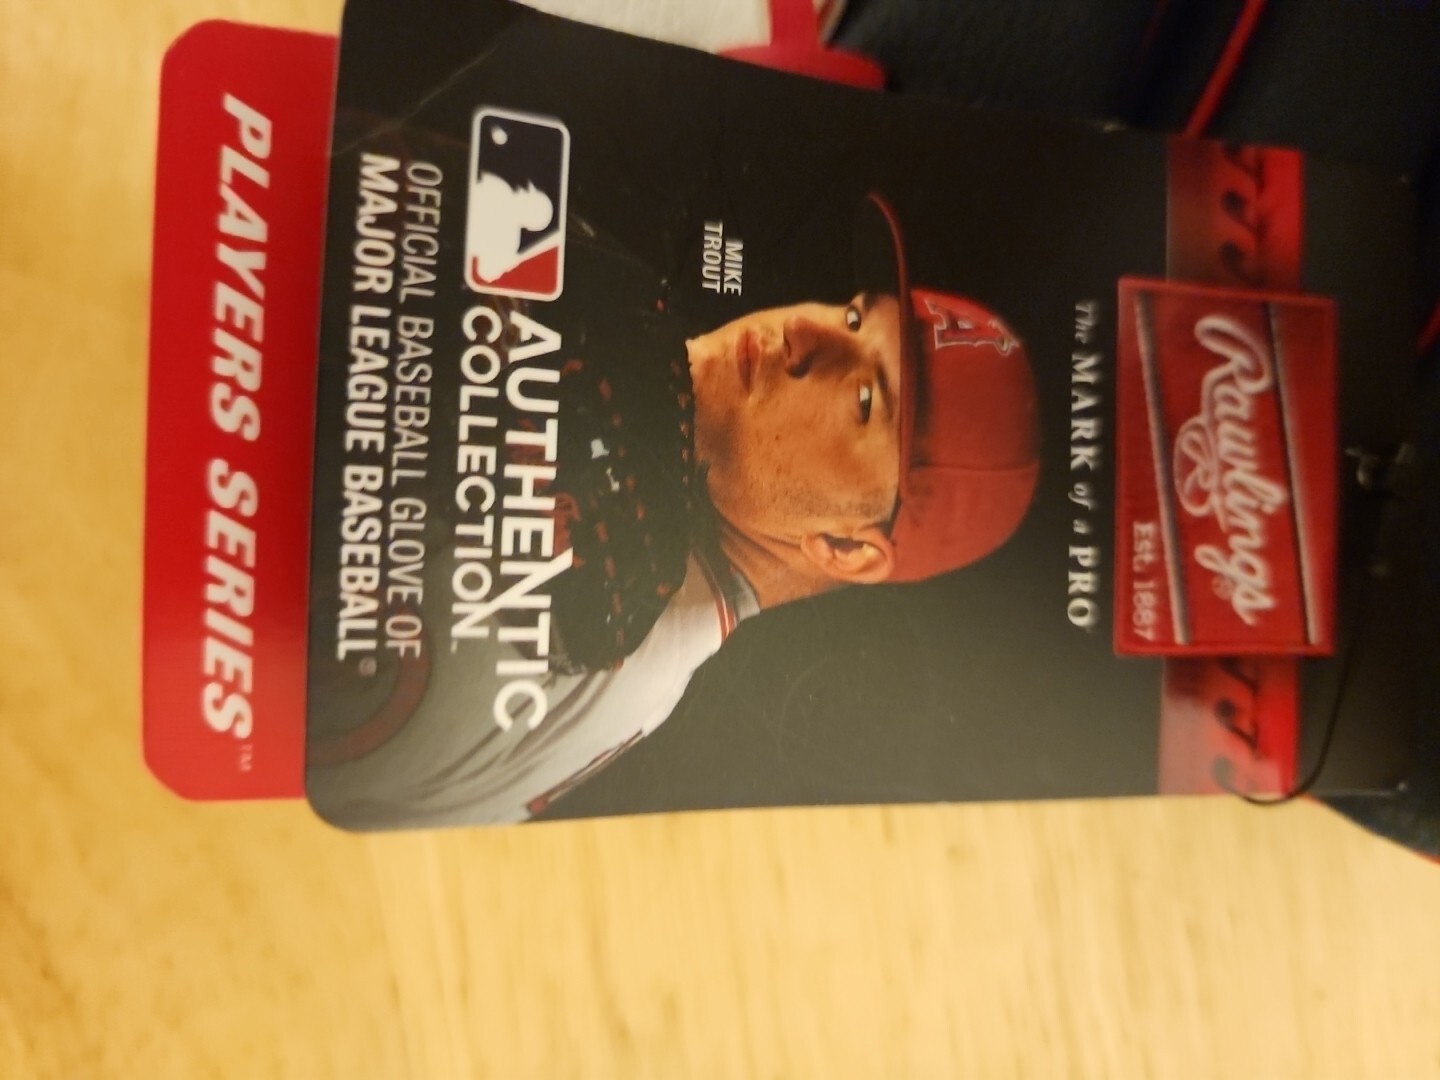 Rawlings®
Est. 1887
The MARK of a PRO
A
MIKE
TROUT
AUTHENTIC
COLLECTION™
OFFICIAL BASEBALL GLOVE OF
MAJOR LEAGUE BASEBALL®
PLAYERS SERIES™